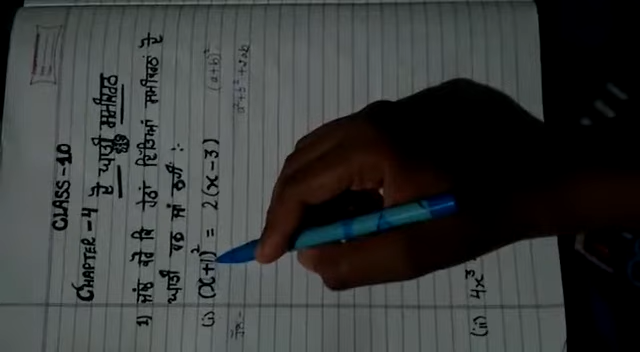 CLASS-10
CHAPTER-4
ਦੋ ਘਾਤੀ ਸਮੀਕਰਣ
1) ਜਾਂਚ ਕਰੋ ਕਿ ਹੇਠਾਂ ਦਿੱਤੀਆਂ ਸਮੀਕਰਣਾਂ ਦੋ
ਘਾਤੀ ਹਨ ਜਾਂ ਨਹੀਂ :
(i) (x+1)² = 2(x-3) (a+b)²
a²+b²+2ab
(ii) 4x³